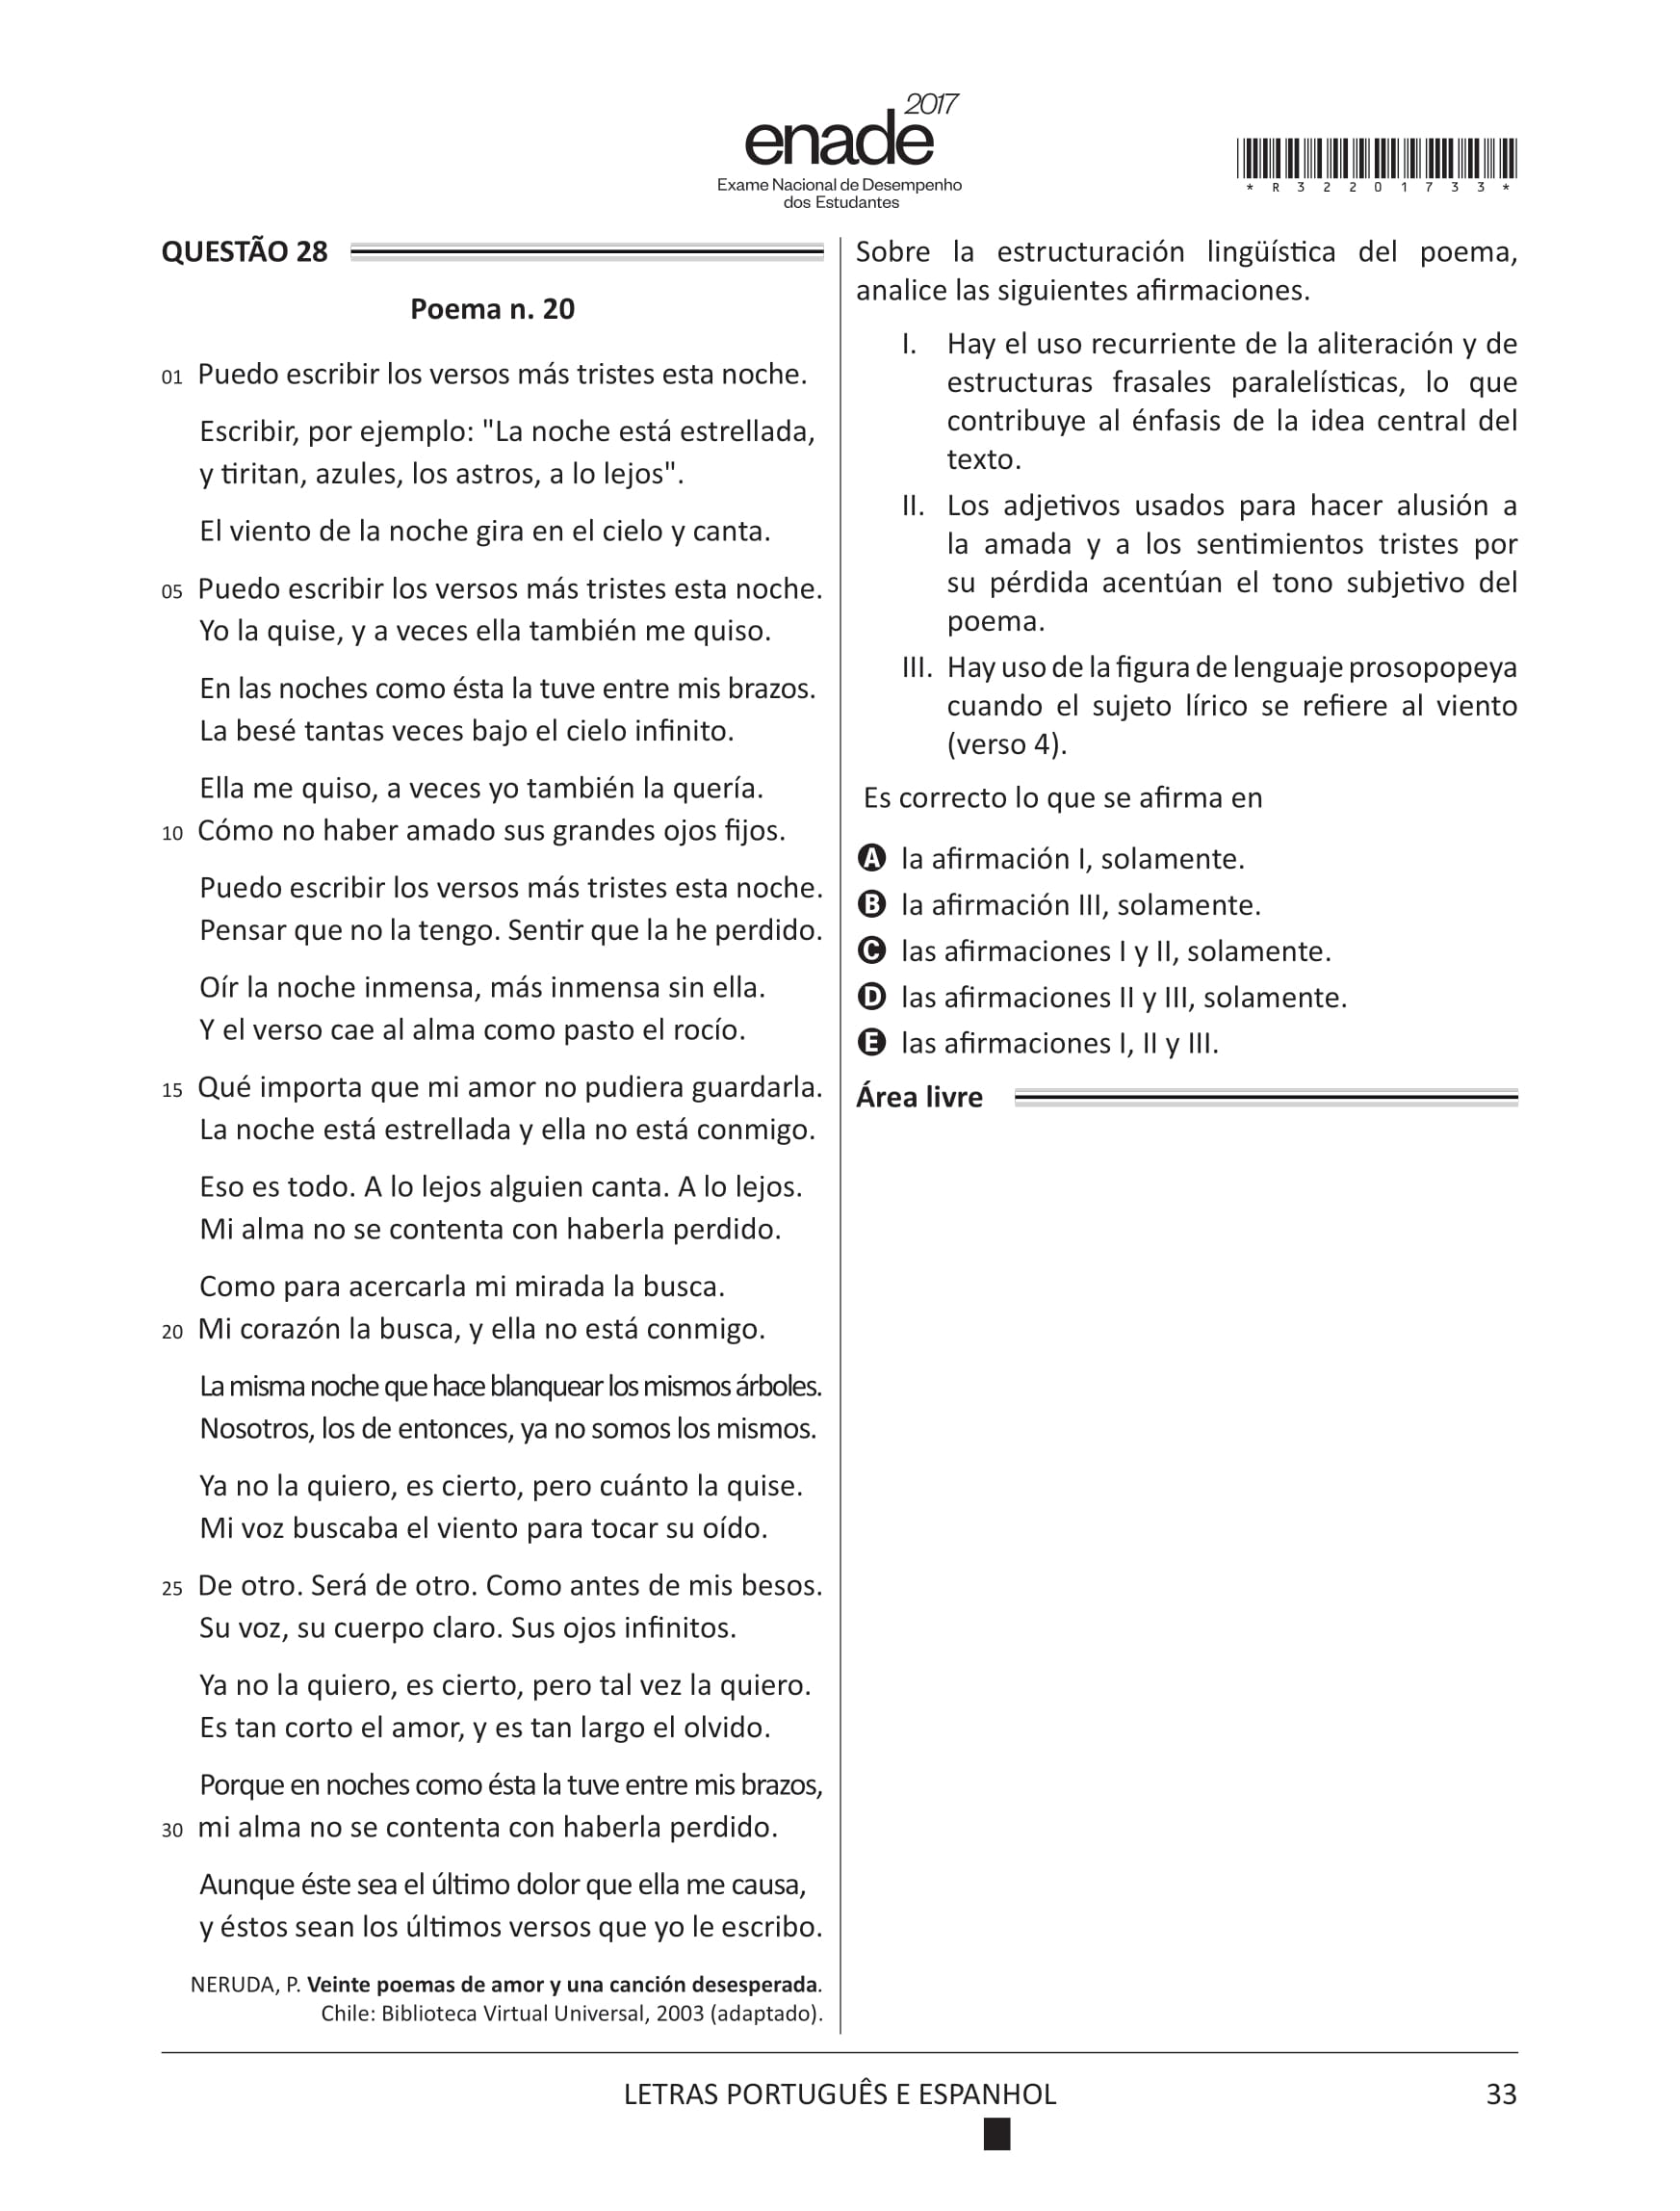 2017
enade
Exame Nacional de Desempenho
dos Estudantes
*R32201733*
QUESTÃO 28
Poema n. 20
01 Puedo escribir los versos más tristes esta noche.
Escribir, por ejemplo: "La noche está estrellada,
y tiritan, azules, los astros, a lo lejos".
El viento de la noche gira en el cielo y canta.
05 Puedo escribir los versos más tristes esta noche.
Yo la quise, y a veces ella también me quiso.
En las noches como ésta la tuve entre mis brazos.
La besé tantas veces bajo el cielo infinito.
Ella me quiso, a veces yo también la quería.
10 Cómo no haber amado sus grandes ojos fijos.
Puedo escribir los versos más tristes esta noche.
Pensar que no la tengo. Sentir que la he perdido.
Oír la noche inmensa, más inmensa sin ella.
Y el verso cae al alma como pasto el rocío.
15 Qué importa que mi amor no pudiera guardarla.
La noche está estrellada y ella no está conmigo.
Eso es todo. A lo lejos alguien canta. A lo lejos.
Mi alma no se contenta con haberla perdido.
Como para acercarla mi mirada la busca.
20 Mi corazón la busca, y ella no está conmigo.
La misma noche que hace blanquear los mismos árboles.
Nosotros, los de entonces, ya no somos los mismos.
Ya no la quiero, es cierto, pero cuánto la quise.
Mi voz buscaba el viento para tocar su oído.
25 De otro. Será de otro. Como antes de mis besos.
Su voz, su cuerpo claro. Sus ojos infinitos.
Ya no la quiero, es cierto, pero tal vez la quiero.
Es tan corto el amor, y es tan largo el olvido.
Porque en noches como ésta la tuve entre mis brazos,
30 mi alma no se contenta con haberla perdido.
Aunque éste sea el último dolor que ella me causa,
y éstos sean los últimos versos que yo le escribo.
NERUDA, P. Veinte poemas de amor y una canción desesperada.
Chile: Biblioteca Virtual Universal, 2003 (adaptado).
Sobre la estructuración lingüística del poema,
analice las siguientes afirmaciones.
I. Hay el uso recurriente de la aliteración y de
estructuras frasales paralelísticas, lo que
contribuye al énfasis de la idea central del
texto.
II. Los adjetivos usados para hacer alusión a
la amada y a los sentimientos tristes por
su pérdida acentúan el tono subjetivo del
poema.
III. Hay uso de la figura de lenguaje prosopopeya
cuando el sujeto lírico se refiere al viento
(verso 4).
Es correcto lo que se afirma en
A la afirmación I, solamente.
B la afirmación III, solamente.
C las afirmaciones I y II, solamente.
D las afirmaciones II y III, solamente.
E las afirmaciones I, II y III.
Área livre
LETRAS PORTUGUÊS E ESPANHOL
33